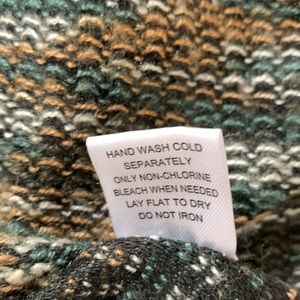 HAND WASH COLD
SEPARATELY
ONLY NON-CHLORINE
BLEACH WHEN NEEDED
LAY FLAT TO DRY
DO NOT IRON